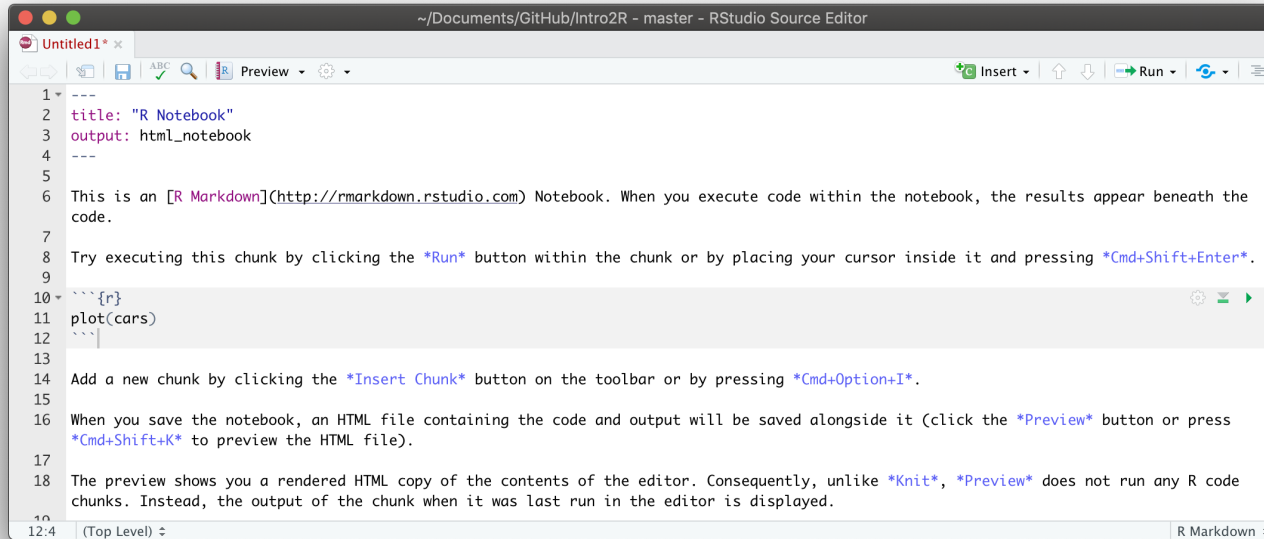 ~/Documents/GitHub/Intro2R - master - RStudio Source Editor
Untitled1* ×
ABC R Preview Insert Run
1 ---
2 title: "R Notebook"
3 output: html_notebook
4 ---
5
6 This is an [R Markdown](http://rmarkdown.rstudio.com) Notebook. When you execute code within the notebook, the results appear beneath the
code.
7
8 Try executing this chunk by clicking the *Run* button within the chunk or by placing your cursor inside it and pressing *Cmd+Shift+Enter*.
9
10 ```{r}
11 plot(cars)
12 ```
13
14 Add a new chunk by clicking the *Insert Chunk* button on the toolbar or by pressing *Cmd+Option+I*.
15
16 When you save the notebook, an HTML file containing the code and output will be saved alongside it (click the *Preview* button or press
*Cmd+Shift+K* to preview the HTML file).
17
18 The preview shows you a rendered HTML copy of the contents of the editor. Consequently, unlike *Knit*, *Preview* does not run any R code
chunks. Instead, the output of the chunk when it was last run in the editor is displayed.
12:4 (Top Level) R Markdown